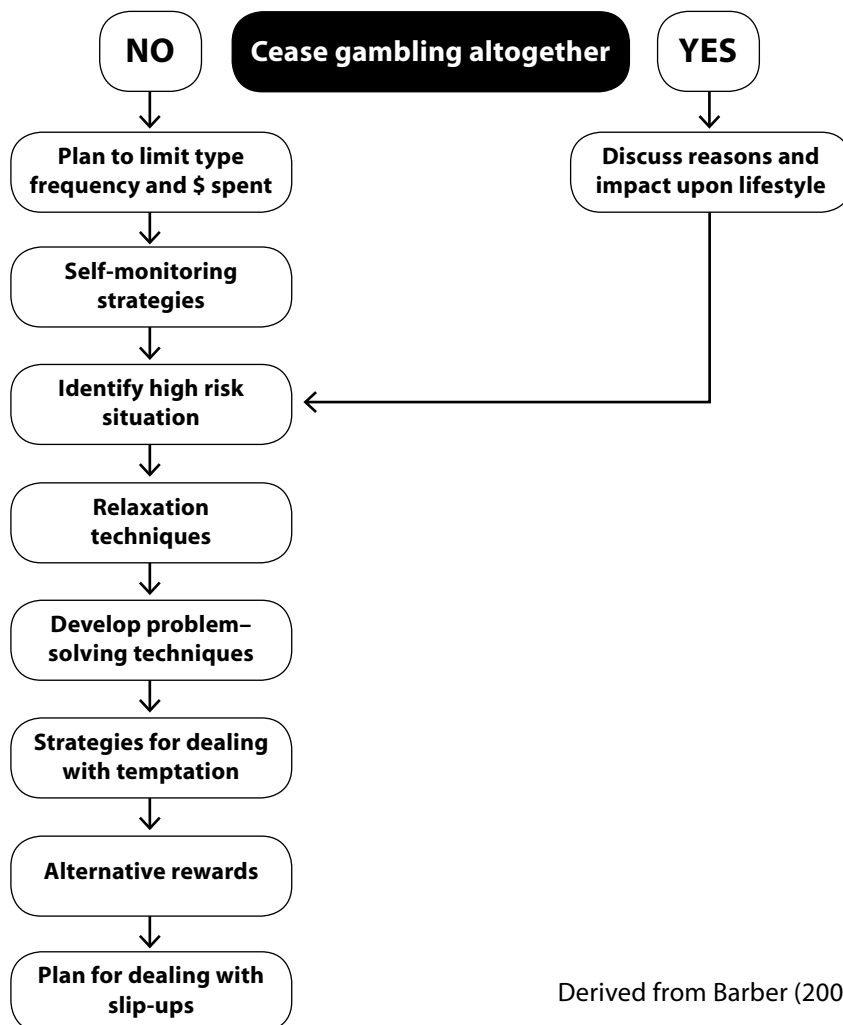 NO
Cease gambling altogether
YES
Plan to limit type
frequency and $ spent
Discuss reasons and
impact upon lifestyle
Self-monitoring
strategies
Identify high risk
situation
Relaxation
techniques
Develop problem–
solving techniques
Strategies for dealing
with temptation
Alternative rewards
Plan for dealing with
slip-ups
Derived from Barber (200